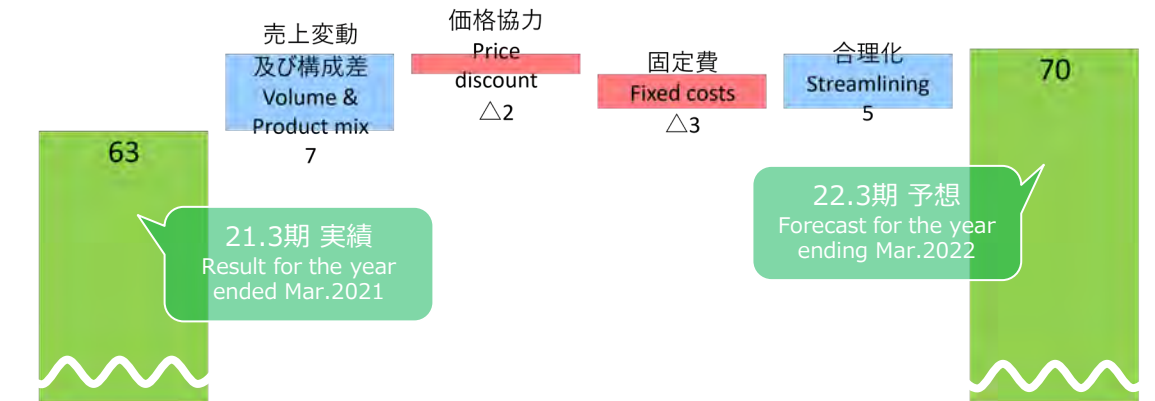 63
売上変動
及び構成差
Volume &
Product mix
7
価格協力
Price
discount
△2
固定費
Fixed costs
△3
合理化
Streamlining
5
70
21.3期 実績
Result for the year
ended Mar.2021
22.3期 予想
Forecast for the year
ending Mar.2022